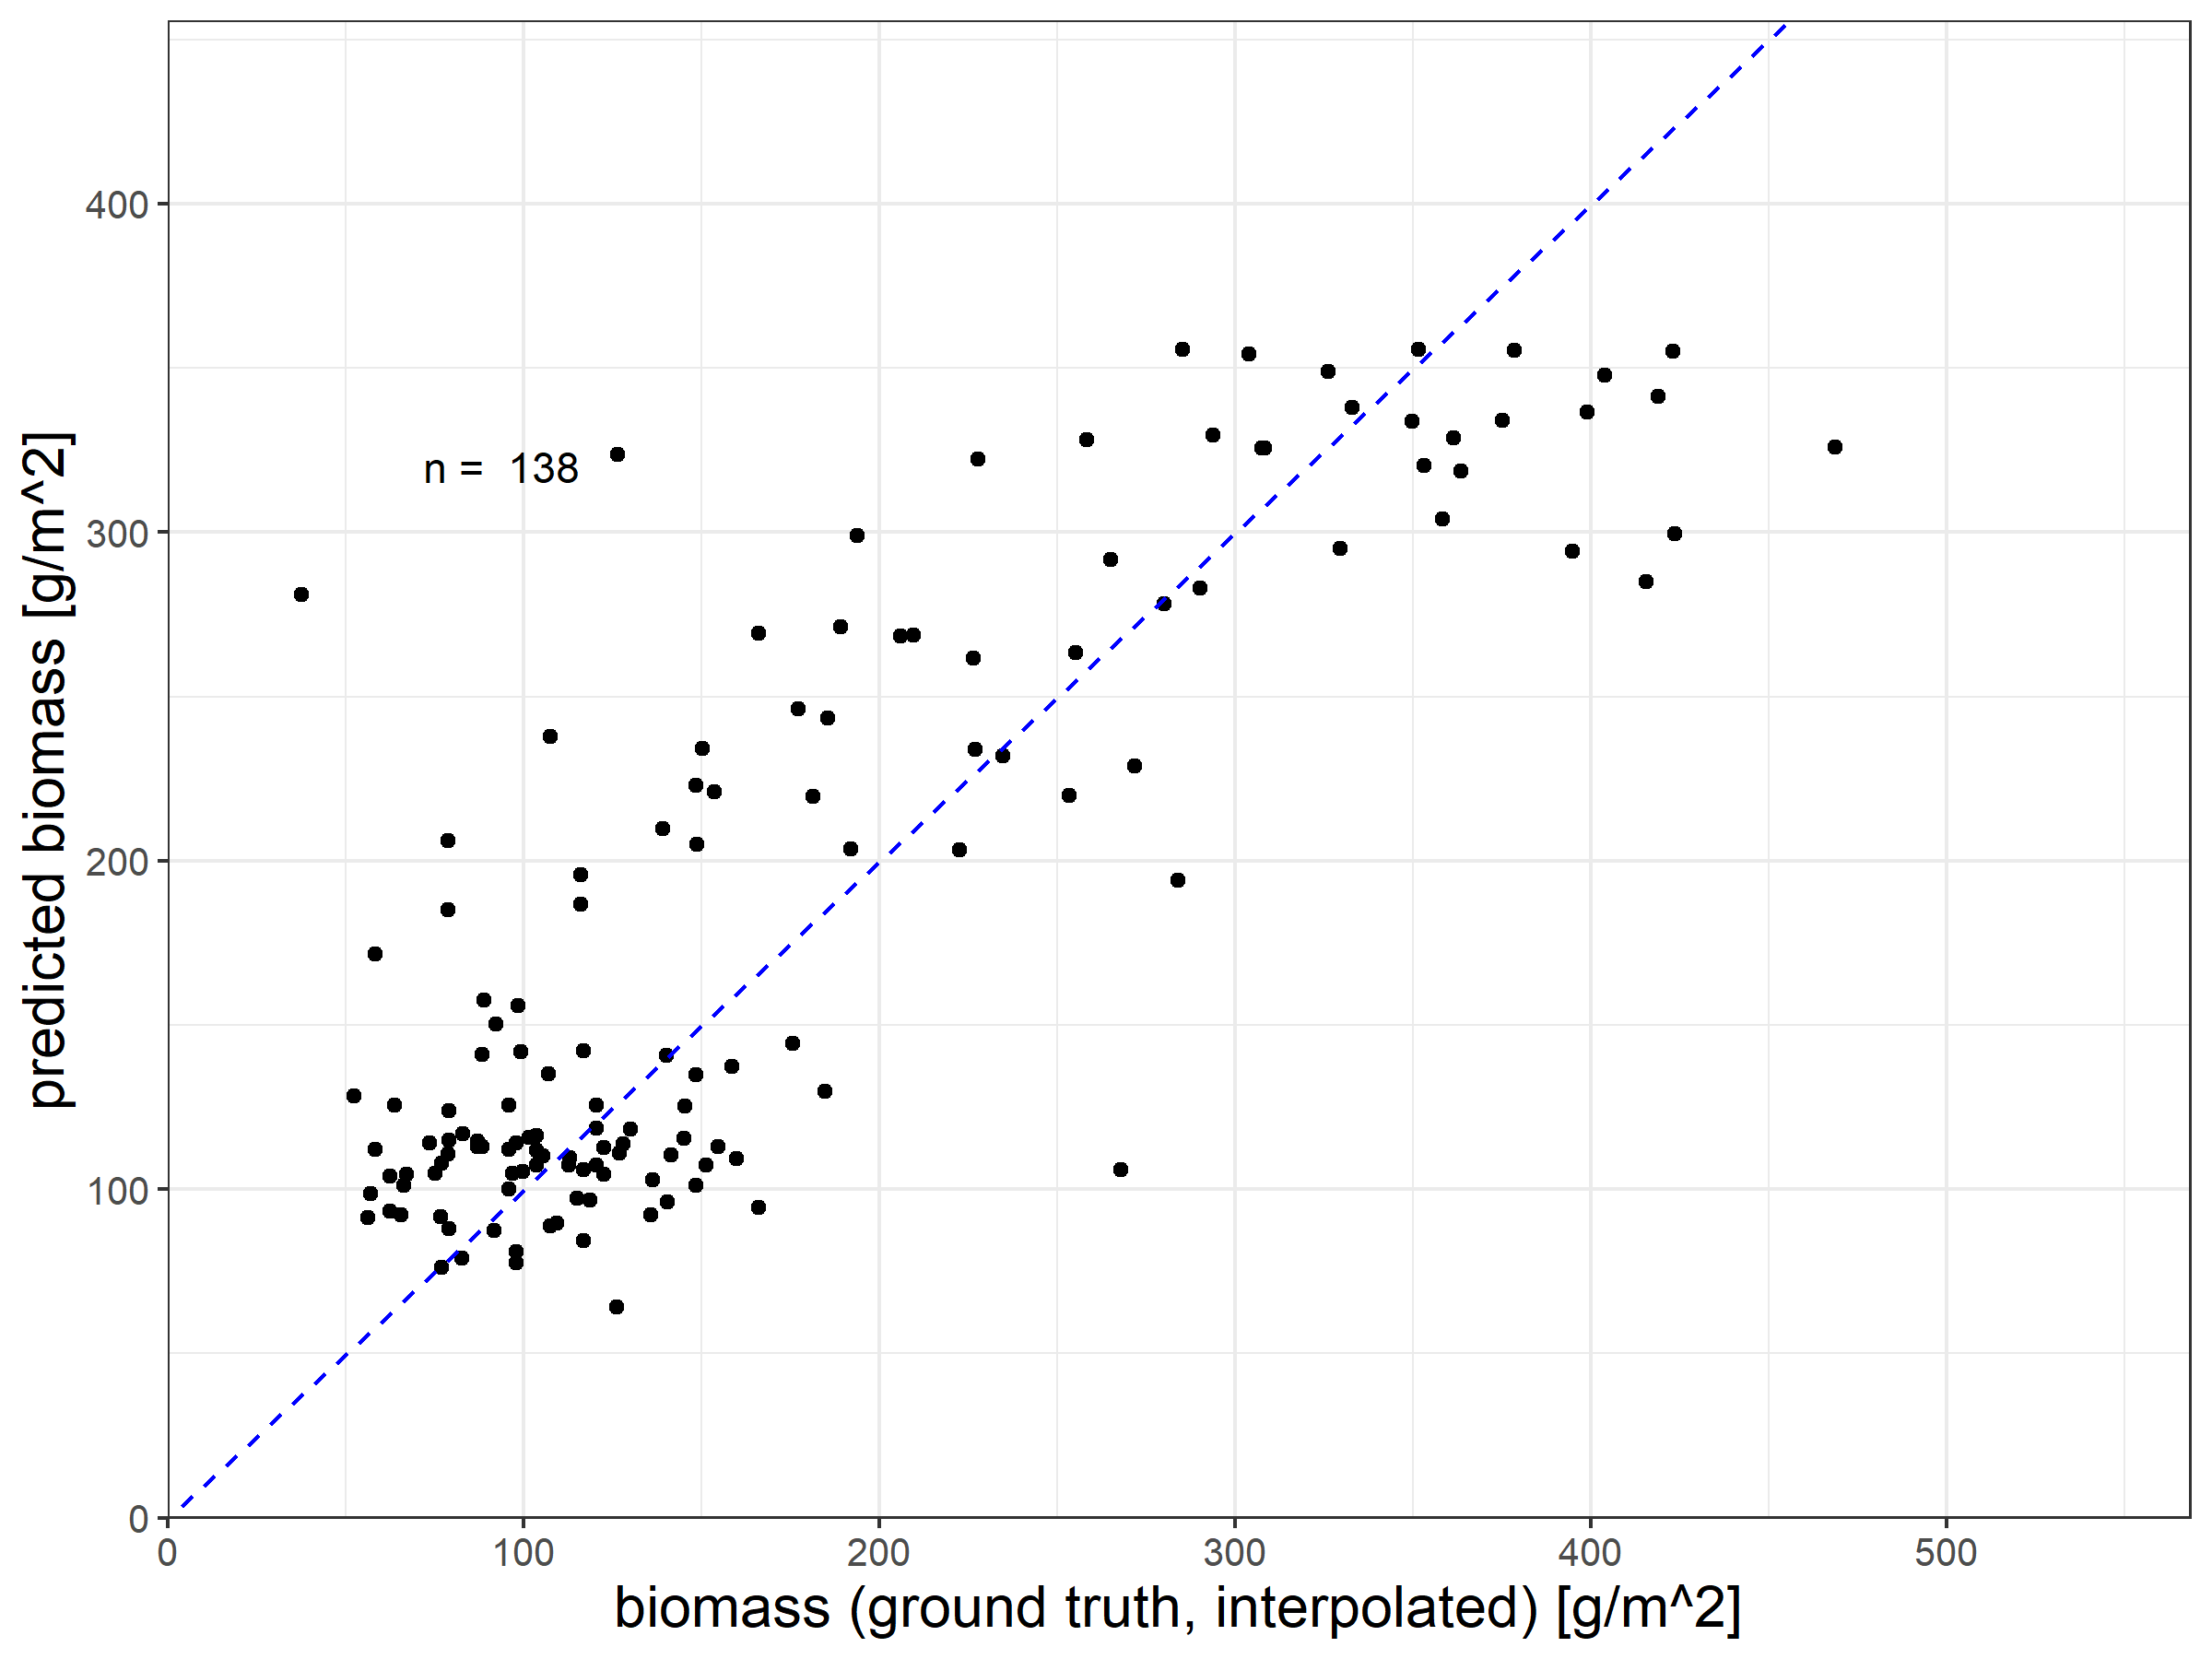 predicted biomass [g/m^2]
400
300
200
100
0
n =  138
0 100 200 300 400 500
biomass (ground truth, interpolated) [g/m^2]